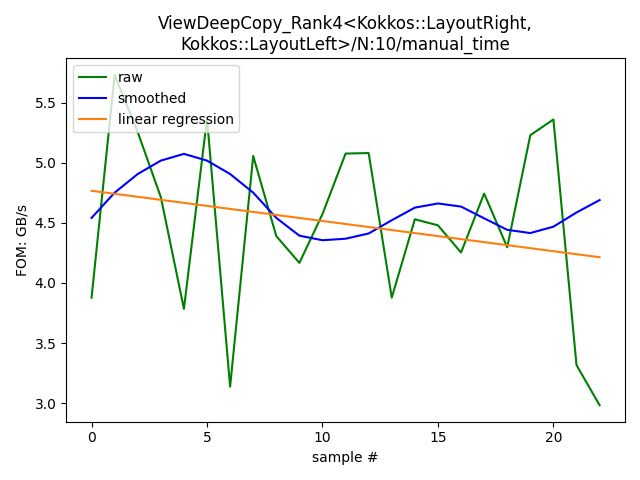 ViewDeepCopy_Rank4<Kokkos::LayoutRight,
Kokkos::LayoutLeft>/N:10/manual_time
raw
smoothed
linear regression
FOM: GB/s
5.5
5.0
4.5
4.0
3.5
3.0
0 5 10 15 20
sample #